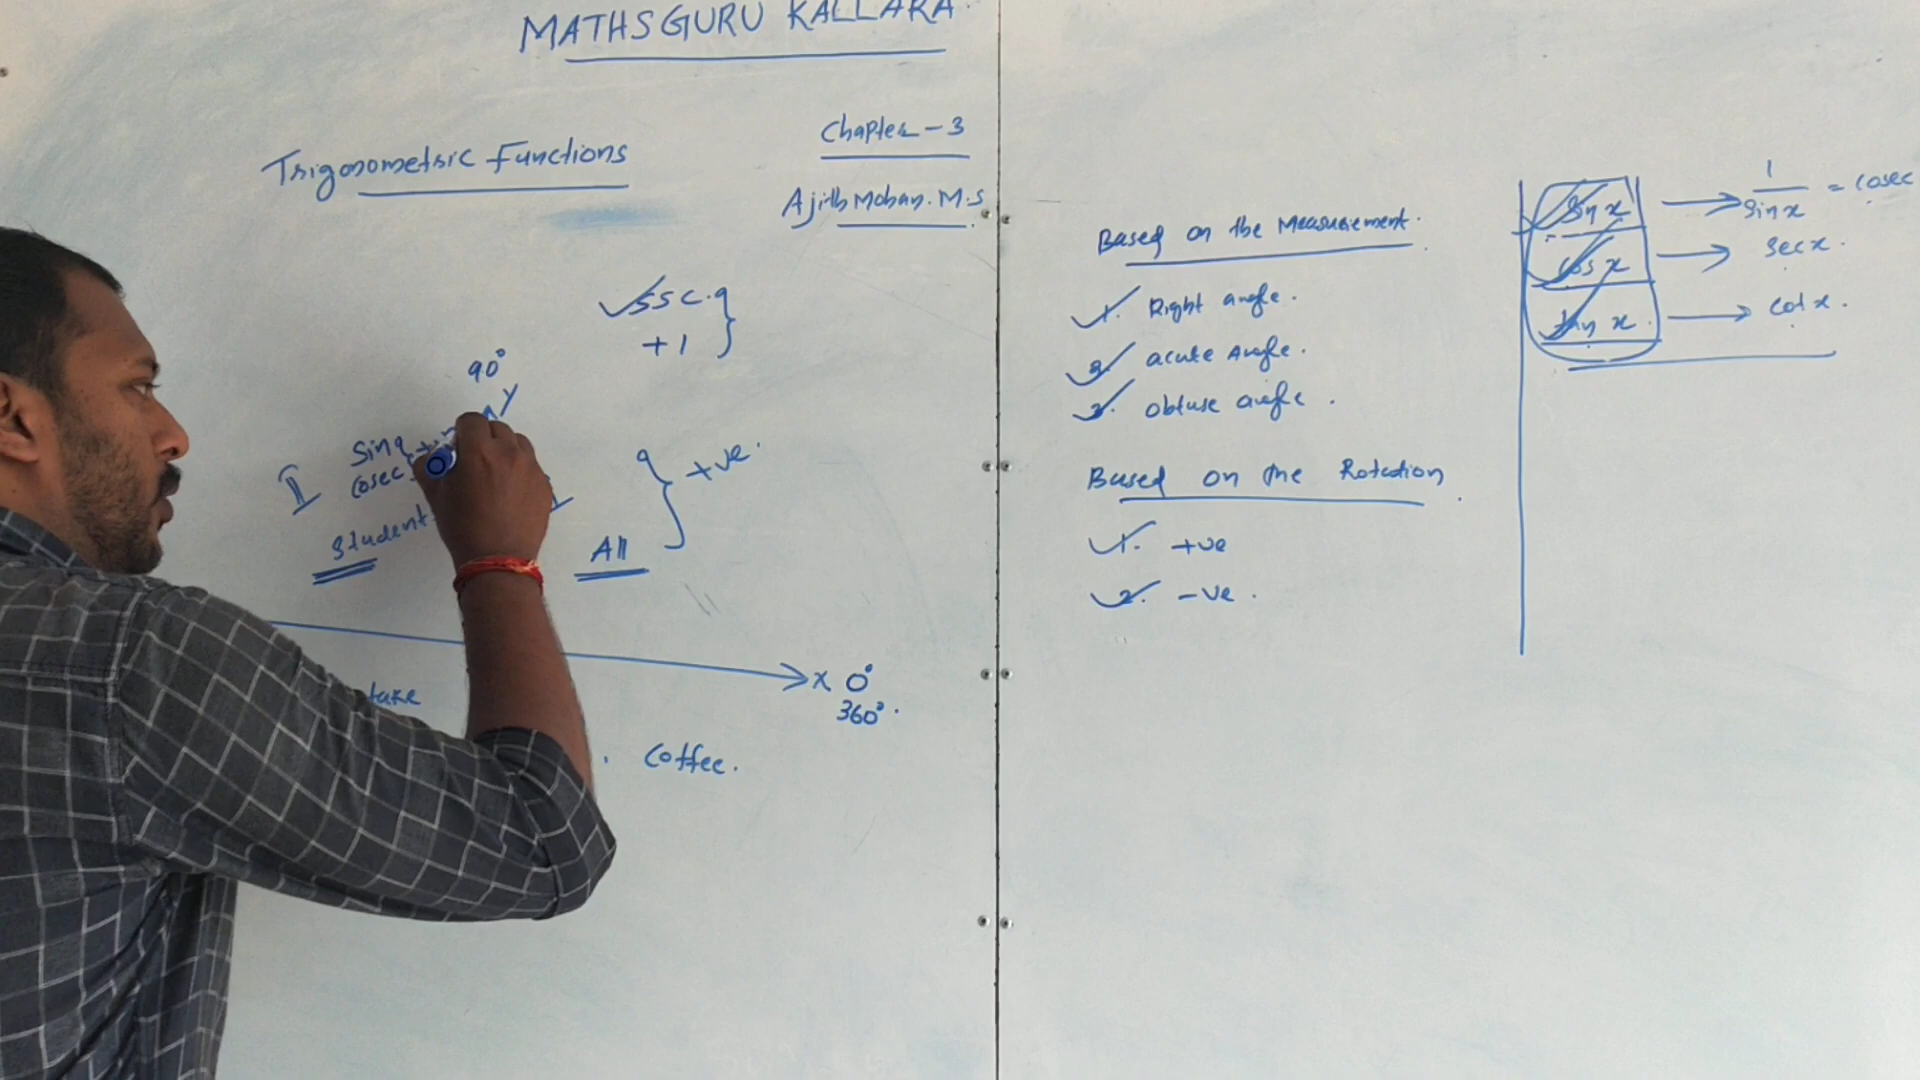 MATHSGURU KALLARA
Trigonometric Functions
Chapter - 3
Ajith Mohan. M.S
SSLC
+1
90°
Y
II
Sin
Cosec
+ve
Student
I
All
+ve.
X 0°
360°.
take
Coffee.
Based on the Measurement.
1. Right angle.
2. acute Angle.
3. Obtuse angle.
Based on the Rotation
1. +ve
2. -ve.
Sin x → 1/sin x = Cosec
Cos x → Sec x.
tan x. → Cot x.